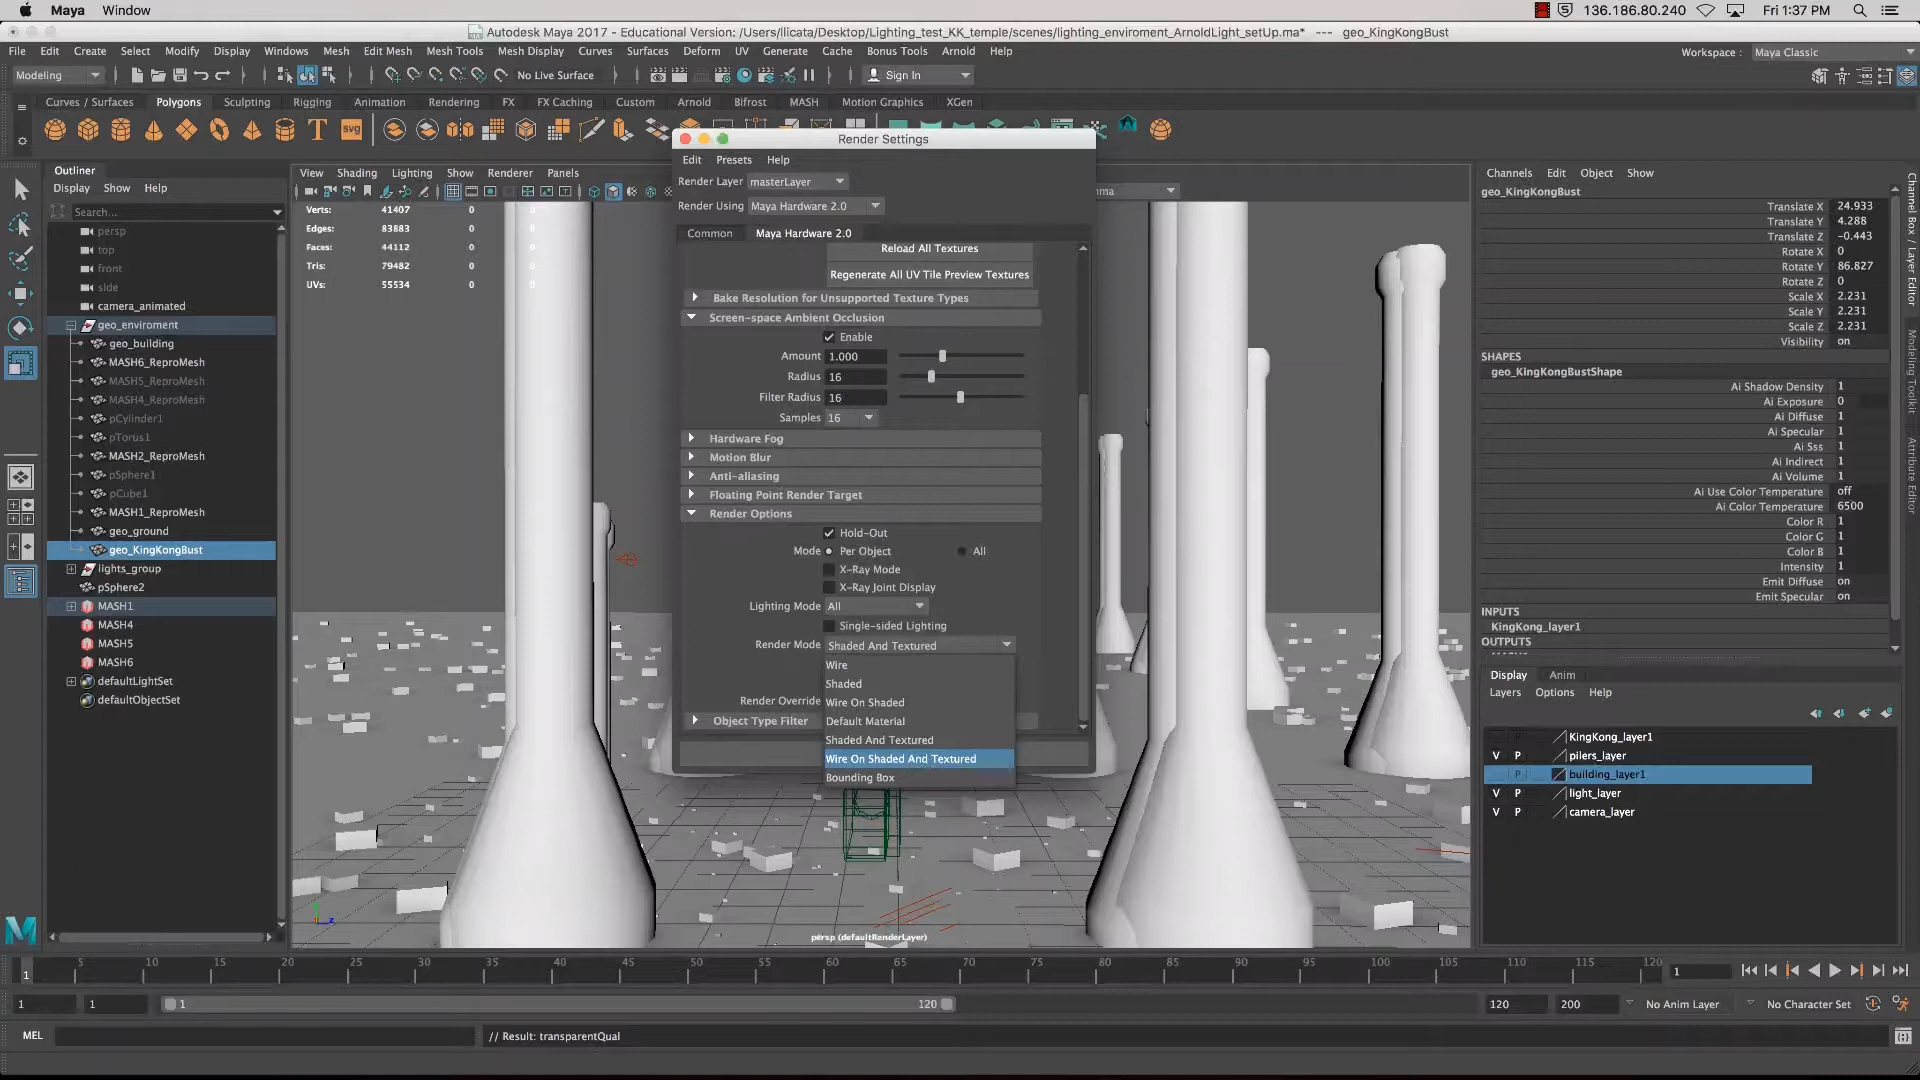 Maya Window 136.186.80.240 Fri 1:37 PM
Autodesk Maya 2017 - Educational Version: /Users/llicata/Desktop/Lighting_test_KK_temple/scenes/lighting_enviroment_ArnoldLight_setUp.ma* --- geo_KingKongBust
File Edit Create Select Modify Display Windows Mesh Edit Mesh Mesh Tools Mesh Display Curves Surfaces Deform UV Generate Cache Bonus Tools Arnold Help Workspace : Maya Classic
Modeling No Live Surface Sign In
Curves / Surfaces Polygons Sculpting Rigging Animation Rendering FX FX Caching Custom Arnold Bifrost MASH Motion Graphics XGen
T svg
Outliner
Display Show Help
Search...
persp
top
front
side
camera_animated
geo_enviroment
geo_building
MASH6_ReproMesh
MASH5_ReproMesh
MASH4_ReproMesh
pCylinder1
pTorus1
MASH2_ReproMesh
pSphere1
pCube1
MASH1_ReproMesh
geo_ground
geo_KingKongBust
lights_group
pSphere2
MASH1
MASH4
MASH5
MASH6
defaultLightSet
defaultObjectSet
View Shading Lighting Show Renderer Panels
Verts: 41407 0 0
Edges: 83883 0 0
Faces: 44112 0 0
Tris: 79482 0 0
UVs: 55534 0 0
persp (defaultRenderLayer)
Render Settings
Edit Presets Help
Render Layer masterLayer
Render Using Maya Hardware 2.0
Common Maya Hardware 2.0
Reload All Textures
Regenerate All UV Tile Preview Textures
Bake Resolution for Unsupported Texture Types
Screen-space Ambient Occlusion
Enable
Amount 1.000
Radius 16
Filter Radius 16
Samples 16
Hardware Fog
Motion Blur
Anti-aliasing
Floating Point Render Target
Render Options
Hold-Out
Mode Per Object All
X-Ray Mode
X-Ray Joint Display
Lighting Mode All
Single-sided Lighting
Render Mode Shaded And Textured
Wire
Shaded
Wire On Shaded
Default Material
Shaded And Textured
Wire On Shaded And Textured
Bounding Box
Render Override
Object Type Filter
mma
Channels Edit Object Show
geo_KingKongBust
Translate X 24.933
Translate Y 4.288
Translate Z -0.443
Rotate X 0
Rotate Y 86.827
Rotate Z 0
Scale X 2.231
Scale Y 2.231
Scale Z 2.231
Visibility on
SHAPES
geo_KingKongBustShape
Ai Shadow Density 1
Ai Exposure 0
Ai Diffuse 1
Ai Specular 1
Ai Sss 1
Ai Indirect 1
Ai Volume 1
Ai Use Color Temperature off
Ai Color Temperature 6500
Color R 1
Color G 1
Color B 1
Intensity 1
Emit Diffuse on
Emit Specular on
INPUTS
KingKong_layer1
OUTPUTS
Display Anim
Layers Options Help
P KingKong_layer1
V P pilers_layer
P building_layer1
V P light_layer
V P camera_layer
Channel Box / Layer Editor
Modeling Toolkit
Attribute Editor
5 10 15 20 25 30 35 40 45 50 55 60 65 70 75 80 85 90 95 100 105 110 115 120
1 1
1 1 1 120 120 200 No Anim Layer No Character Set
MEL // Result: transparentQual